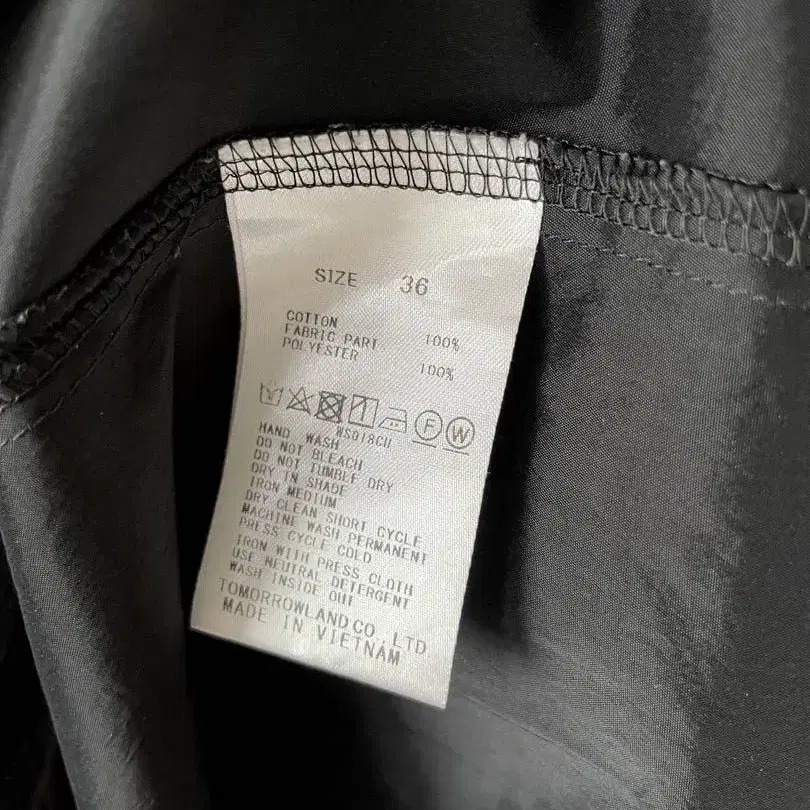 SIZE 36
COTTON 100%
FABRIC PART
POLYESTER 100%
F W
WS018CH
HAND WASH
DO NOT BLEACH
DO NOT TUMBLE DRY
DRY IN SHADE
IRON MEDIUM
DRY CLEAN SHORT CYCLE
MACHINE WASH PERMANENT
PRESS CYCLE COLD
IRON WITH PRESS CLOTH
USE NEUTRAL DETERGENT
WASH INSIDE OUT
TOMORROWLAND CO., LTD
MADE IN VIETNAM